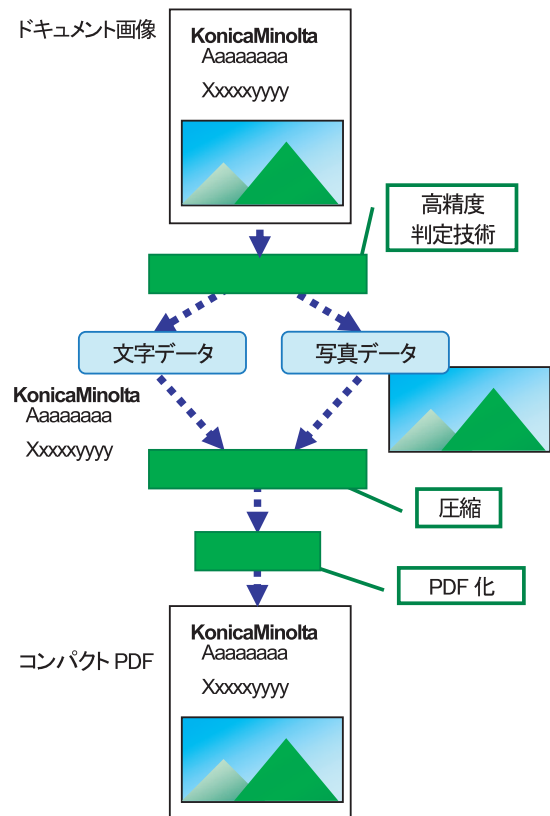 ドキュメント画像
KonicaMinolta
Aaaaaaaa
Xxxxxyyyy
高精度
判定技術
文字データ
写真データ
KonicaMinolta
Aaaaaaaa
Xxxxxyyyy
圧縮
PDF 化
コンパクト PDF
KonicaMinolta
Aaaaaaaa
Xxxxxyyyy